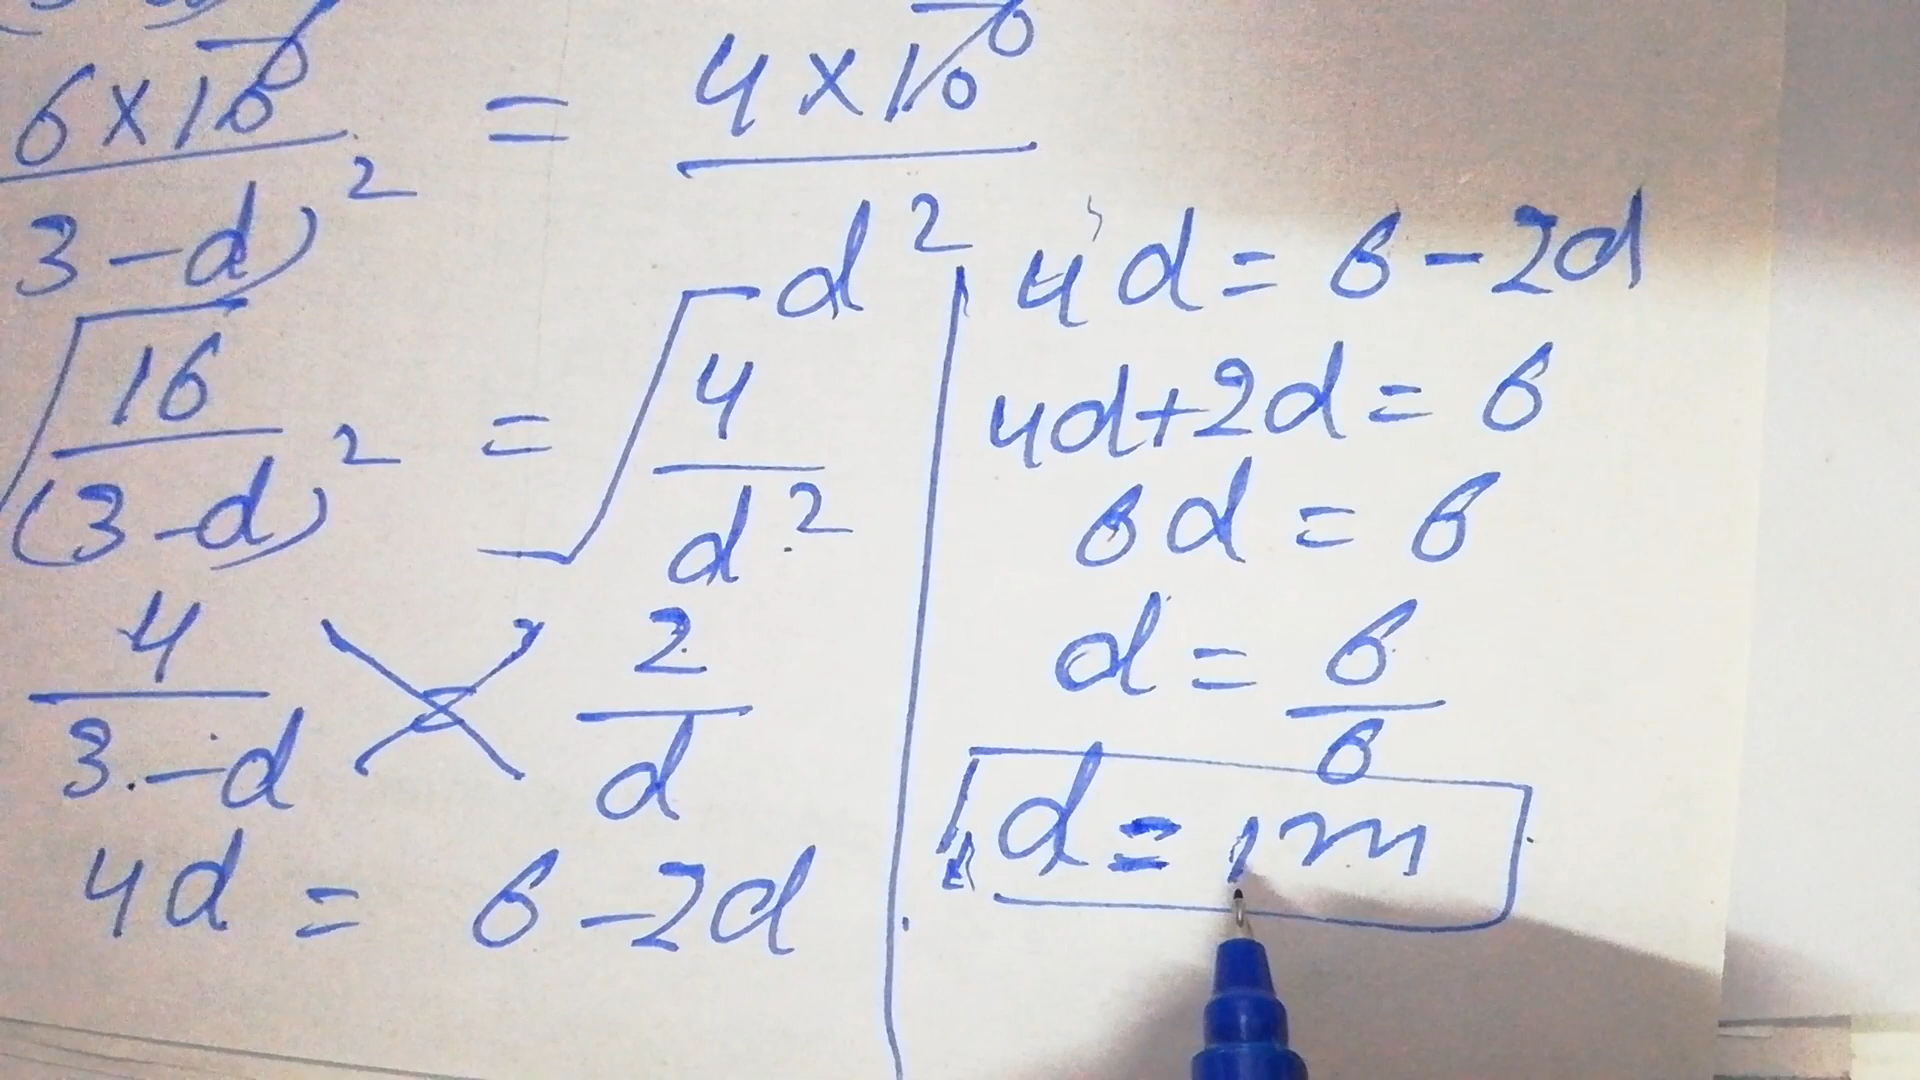 6×10 = 4×10
3-d)² d²
√16/(3-d)² = √4/d²
4/3-d 2/d
4d = 6-2d
4d = 6-2d
4d+2d = 6
6d = 6
d = 6/6
d = 1m